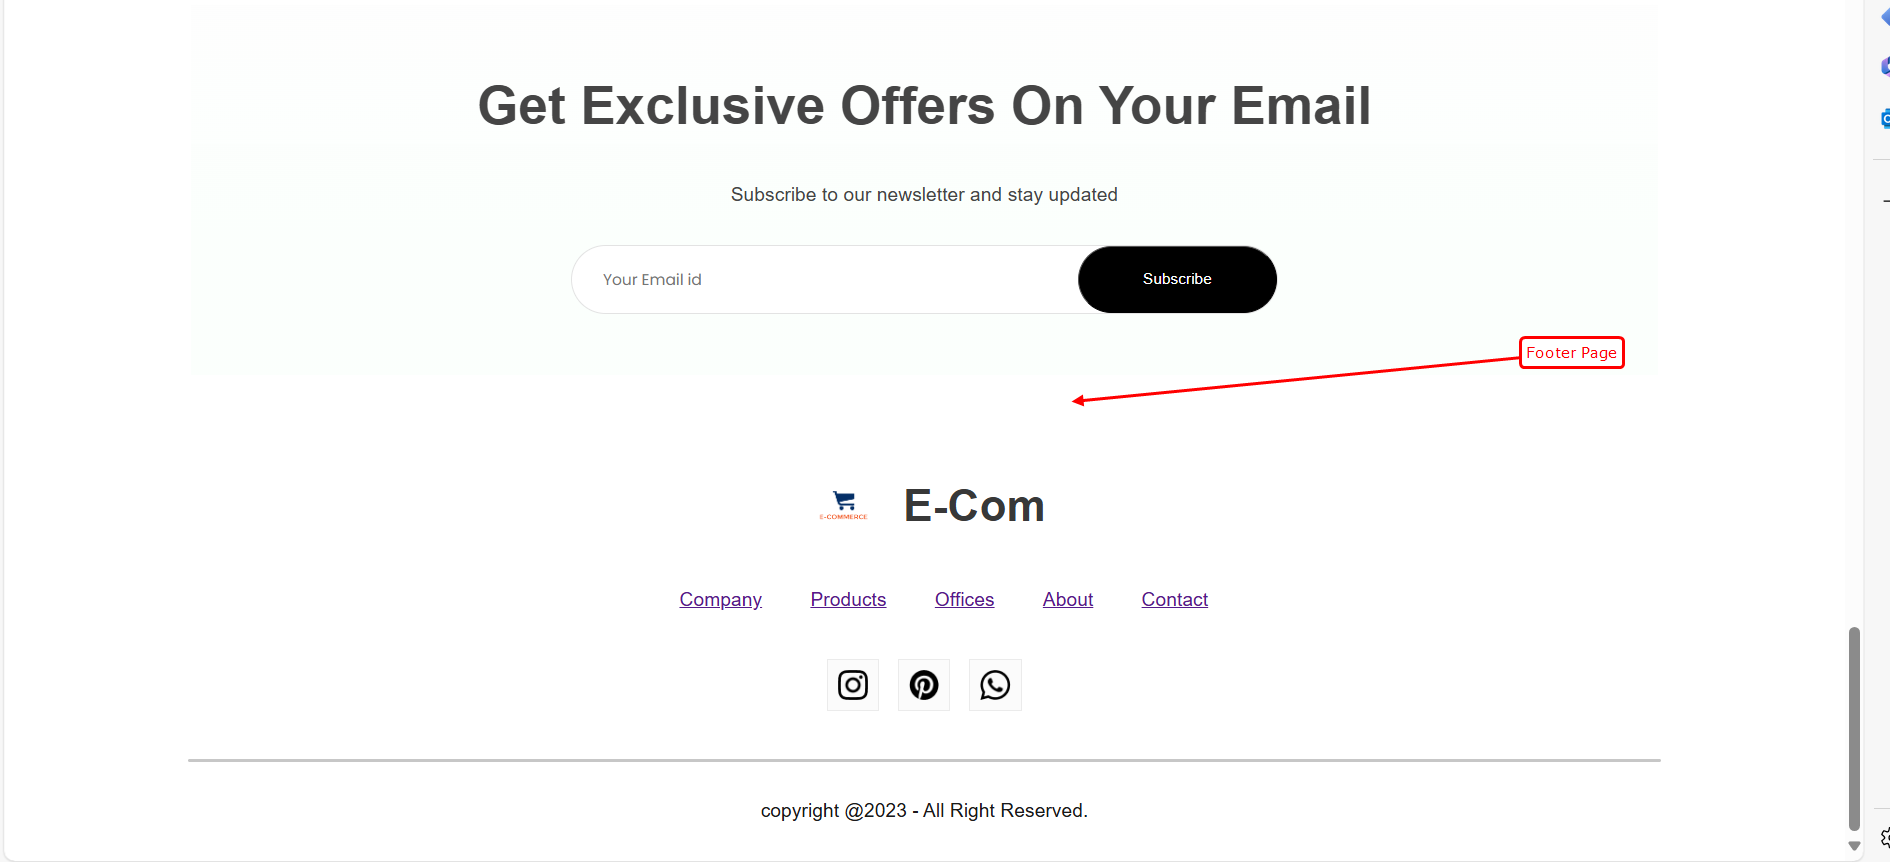 Get Exclusive Offers On Your Email
Subscribe to our newsletter and stay updated
Your Email id
Subscribe
Footer Page
E-COMMERCE
E-Com
Company
Products
Offices
About
Contact
copyright @2023 - All Right Reserved.